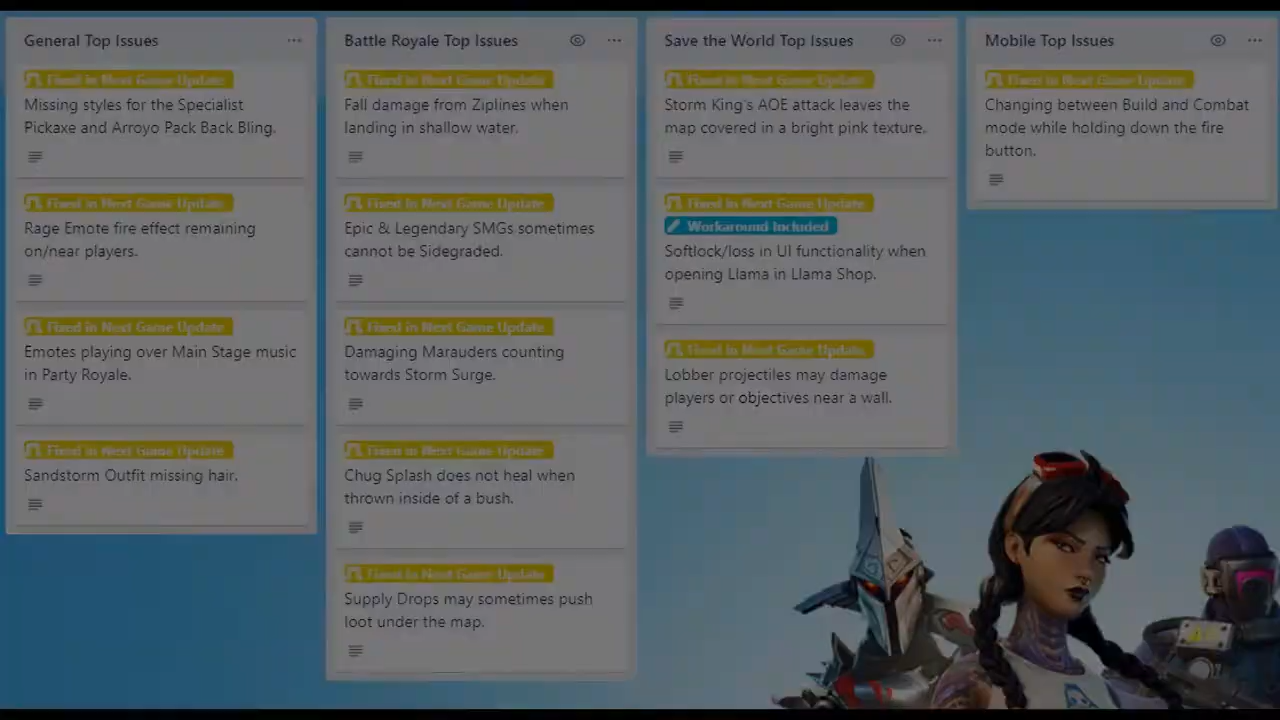 General Top Issues
Fixed in Next Game Update
Missing styles for the Specialist
Pickaxe and Arroyo Pack Back Bling.
Fixed in Next Game Update
Rage Emote fire effect remaining
on/near players.
Fixed in Next Game Update
Emotes playing over Main Stage music
in Party Royale.
Fixed in Next Game Update
Sandstorm Outfit missing hair.
Battle Royale Top Issues
Fixed in Next Game Update
Fall damage from Ziplines when
landing in shallow water.
Fixed in Next Game Update
Epic & Legendary SMGs sometimes
cannot be Sidegraded.
Fixed in Next Game Update
Damaging Marauders counting
towards Storm Surge.
Fixed in Next Game Update
Chug Splash does not heal when
thrown inside of a bush.
Fixed in Next Game Update
Supply Drops may sometimes push
loot under the map.
Save the World Top Issues
Fixed in Next Game Update
Storm King's AOE attack leaves the
map covered in a bright pink texture.
Fixed in Next Game Update
Workaround Included
Softlock/loss in UI functionality when
opening Llama in Llama Shop.
Fixed in Next Game Update
Lobber projectiles may damage
players or objectives near a wall.
Mobile Top Issues
Fixed in Next Game Update
Changing between Build and Combat
mode while holding down the fire
button.